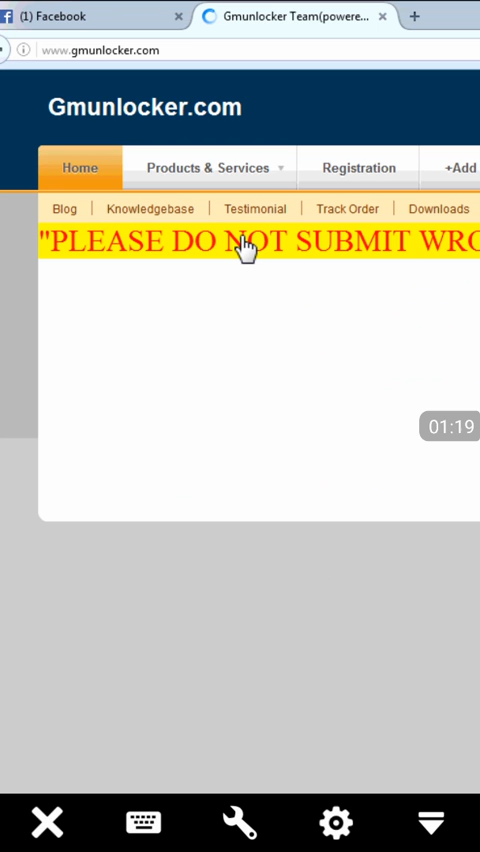 (1) Facebook
Gmunlocker Team(powere...
www.gmunlocker.com
Gmunlocker.com
Home
Products & Services
Registration
+Add
Blog
Knowledgebase
Testimonial
Track Order
Downloads
"PLEASE DO NOT SUBMIT WRO
01:19